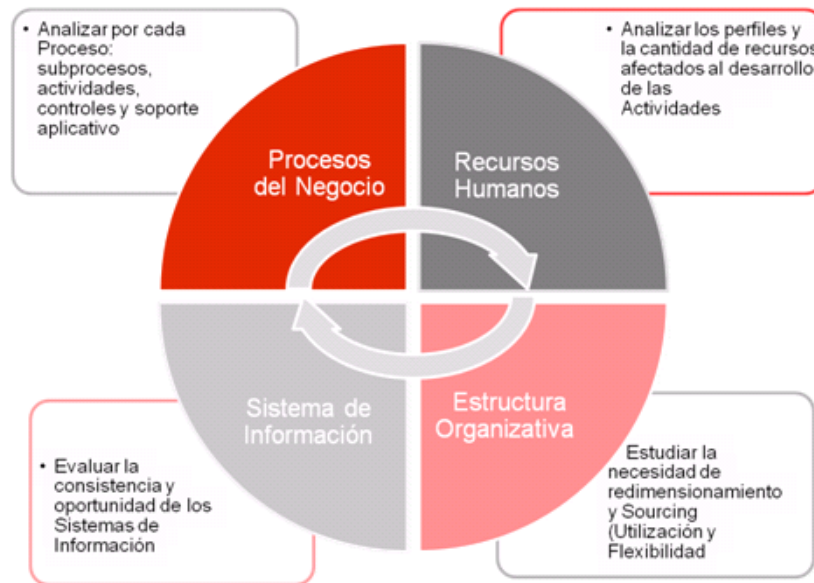 • Analizar por cada
Proceso:
subprocesos,
actividades,
controles y soporte
aplicativo
• Analizar los perfiles y
la cantidad de recursos
afectados al desarrollo
de las
Actividades
Procesos
del Negocio
Recursos
Humanos
Sistema de
Información
Estructura
Organizativa
• Evaluar la
consistencia y
oportunidad de los
Sistemas de
Información
Estudiar la
necesidad de
redimensionamiento
y Sourcing
(Utilización y
Flexibilidad